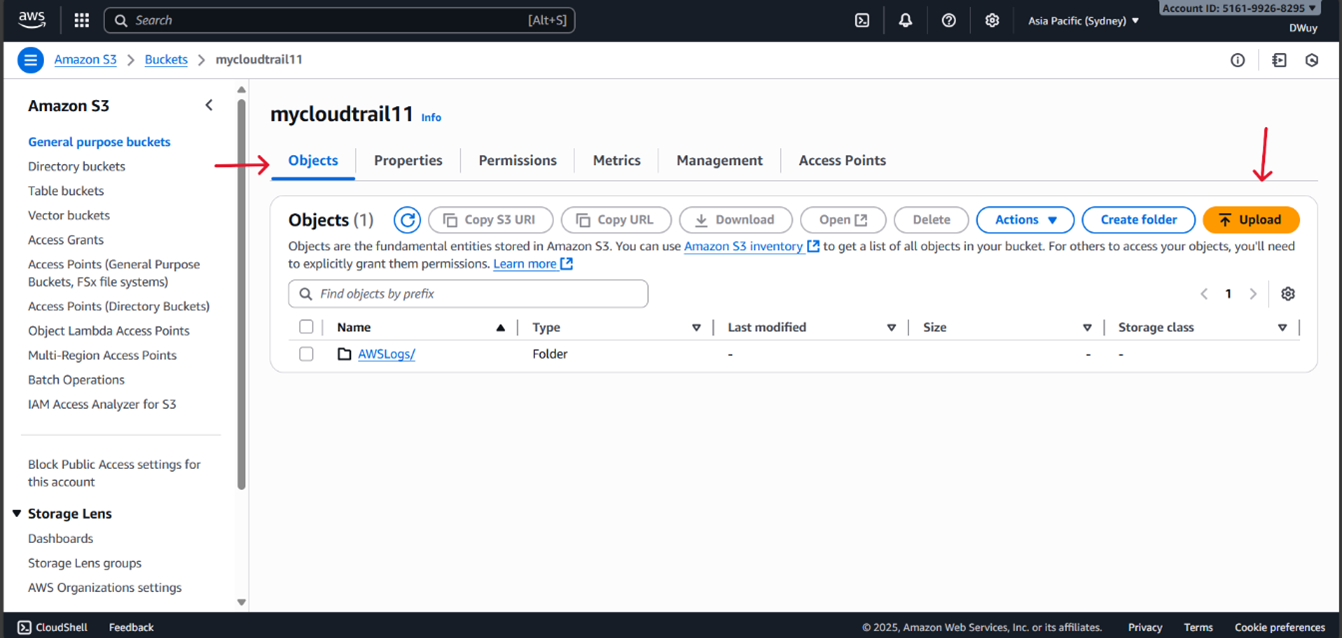 aws
Search [Alt+S]
Asia Pacific (Sydney)
Account ID: 5161-9926-8295
DWuy
Amazon S3 > Buckets > mycloudtrail11
Amazon S3
General purpose buckets
Directory buckets
Table buckets
Vector buckets
Access Grants
Access Points (General Purpose
Buckets, FSx file systems)
Access Points (Directory Buckets)
Object Lambda Access Points
Multi-Region Access Points
Batch Operations
IAM Access Analyzer for S3
Block Public Access settings for
this account
Storage Lens
Dashboards
Storage Lens groups
AWS Organizations settings
mycloudtrail11 Info
Objects Properties Permissions Metrics Management Access Points
Objects (1) Copy S3 URI Copy URL Download Open Delete Actions Create folder Upload
Objects are the fundamental entities stored in Amazon S3. You can use Amazon S3 inventory to get a list of all objects in your bucket. For others to access your objects, you'll need
to explicitly grant them permissions. Learn more
Find objects by prefix
1
Name Type Last modified Size Storage class
AWSLogs/ Folder - - -
CloudShell Feedback © 2025, Amazon Web Services, Inc. or its affiliates. Privacy Terms Cookie preferences